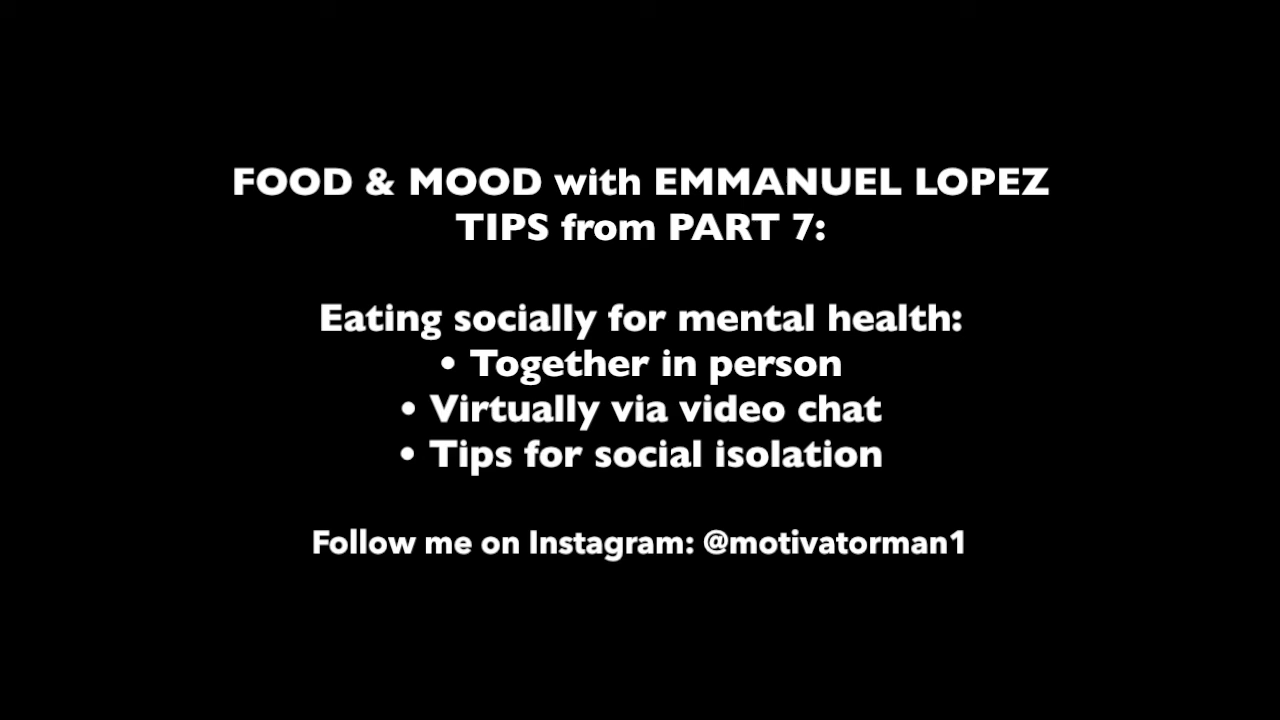 FOOD & MOOD with EMMANUEL LOPEZ
TIPS from PART 7:
Eating socially for mental health:
• Together in person
• Virtually via video chat
• Tips for social isolation
Follow me on Instagram: @motivatorman1